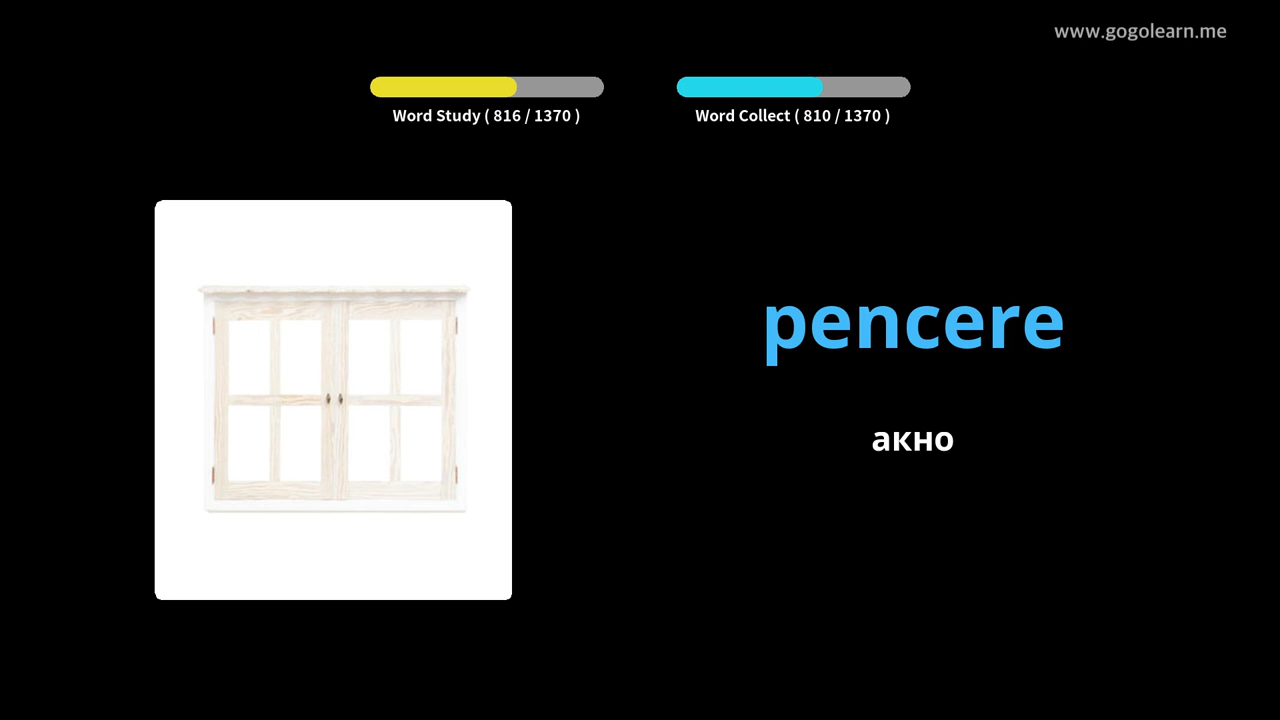 www.gogolearn.me
Word Study ( 816 / 1370 )
Word Collect ( 810 / 1370 )
pencere
акно